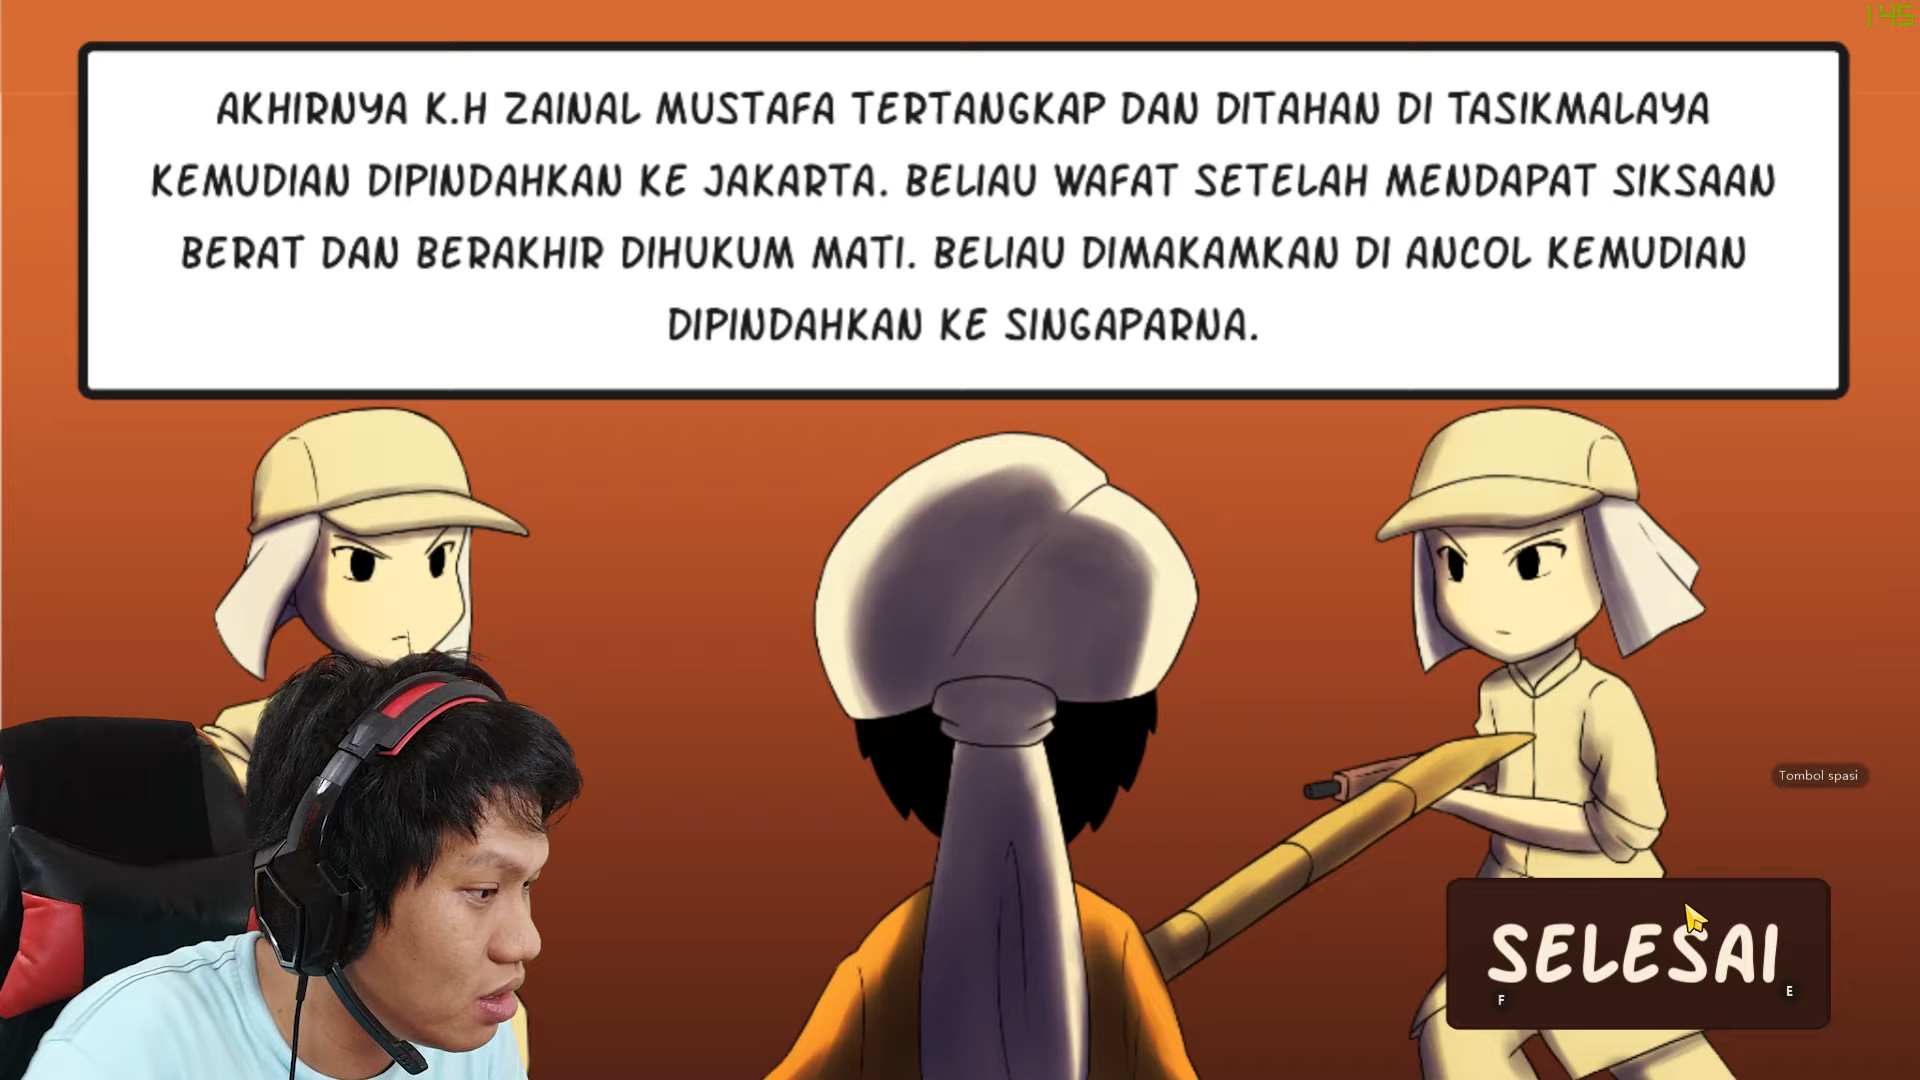 145
AKHIRNYA K.H ZAINAL MUSTAFA TERTANGKAP DAN DITAHAN DI TASIKMALAYA
KEMUDIAN DIPINDAHKAN KE JAKARTA. BELIAU WAFAT SETELAH MENDAPAT SIKSAAN
BERAT DAN BERAKHIR DIHUKUM MATI. BELIAU DIMAKAMKAN DI ANCOL KEMUDIAN
DIPINDAHKAN KE SINGAPARNA.
Tombol spasi
SELESAI
F
E